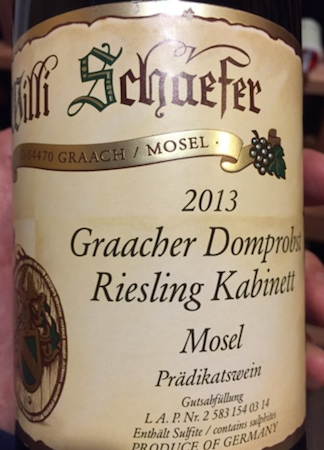 Willi Schaefer
54470 GRAACH / MOSEL ·
2013
Graacher Domprobst
Riesling Kabinett
Mosel
Prädikatswein
Gutsabfüllung
L A. P. Nr. 2 583 154 03 14
Enthält Sulfite / contains sulphites
PRODUCE OF GERMANY